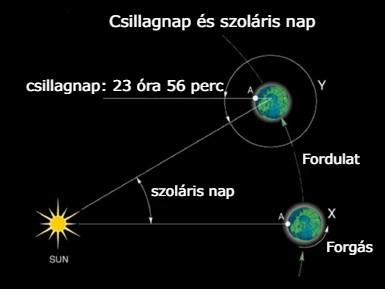 Csillagnap és szoláris nap
csillagnap: 23 óra 56 perc
A
Y
Fordulat
szoláris nap
A
X
Forgás
SUN